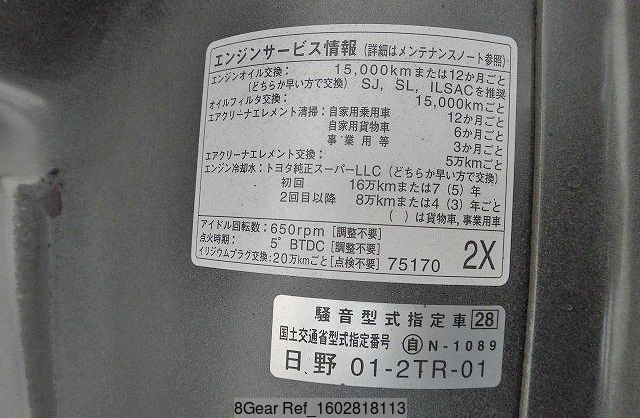 エンジンサービス情報 (詳細はメンテナンスノート参照)
エンジンオイル交換： 15,000kmまたは12か月ごと
(どちらか早い方で交換) SJ, SL, ILSACを推奨
オイルフィルタ交換： 15,000kmごと
エアクリーナエレメント清掃：自家用乗用車 12か月ごと
自家用貨物車 6か月ごと
事業用等 3か月ごと
エアクリーナエレメント交換： 5万kmごと
エンジン冷却水：トヨタ純正スーパーLLC (どちらか早い方で交換)
初回 16万kmまたは7 (5) 年
2回目以降 8万kmまたは4 (3) 年ごと
( ) は貨物車, 事業用車
アイドル回転数：650rpm [調整不要]
点火時期： 5° BTDC [調整不要]
イリジウムプラグ交換：20万kmごと [点検不要] 75170 2X
騒音型式指定車 28
国土交通省型式指定番号 自 N-1089
日野 01-2TR-01
8Gear Ref_1602818113